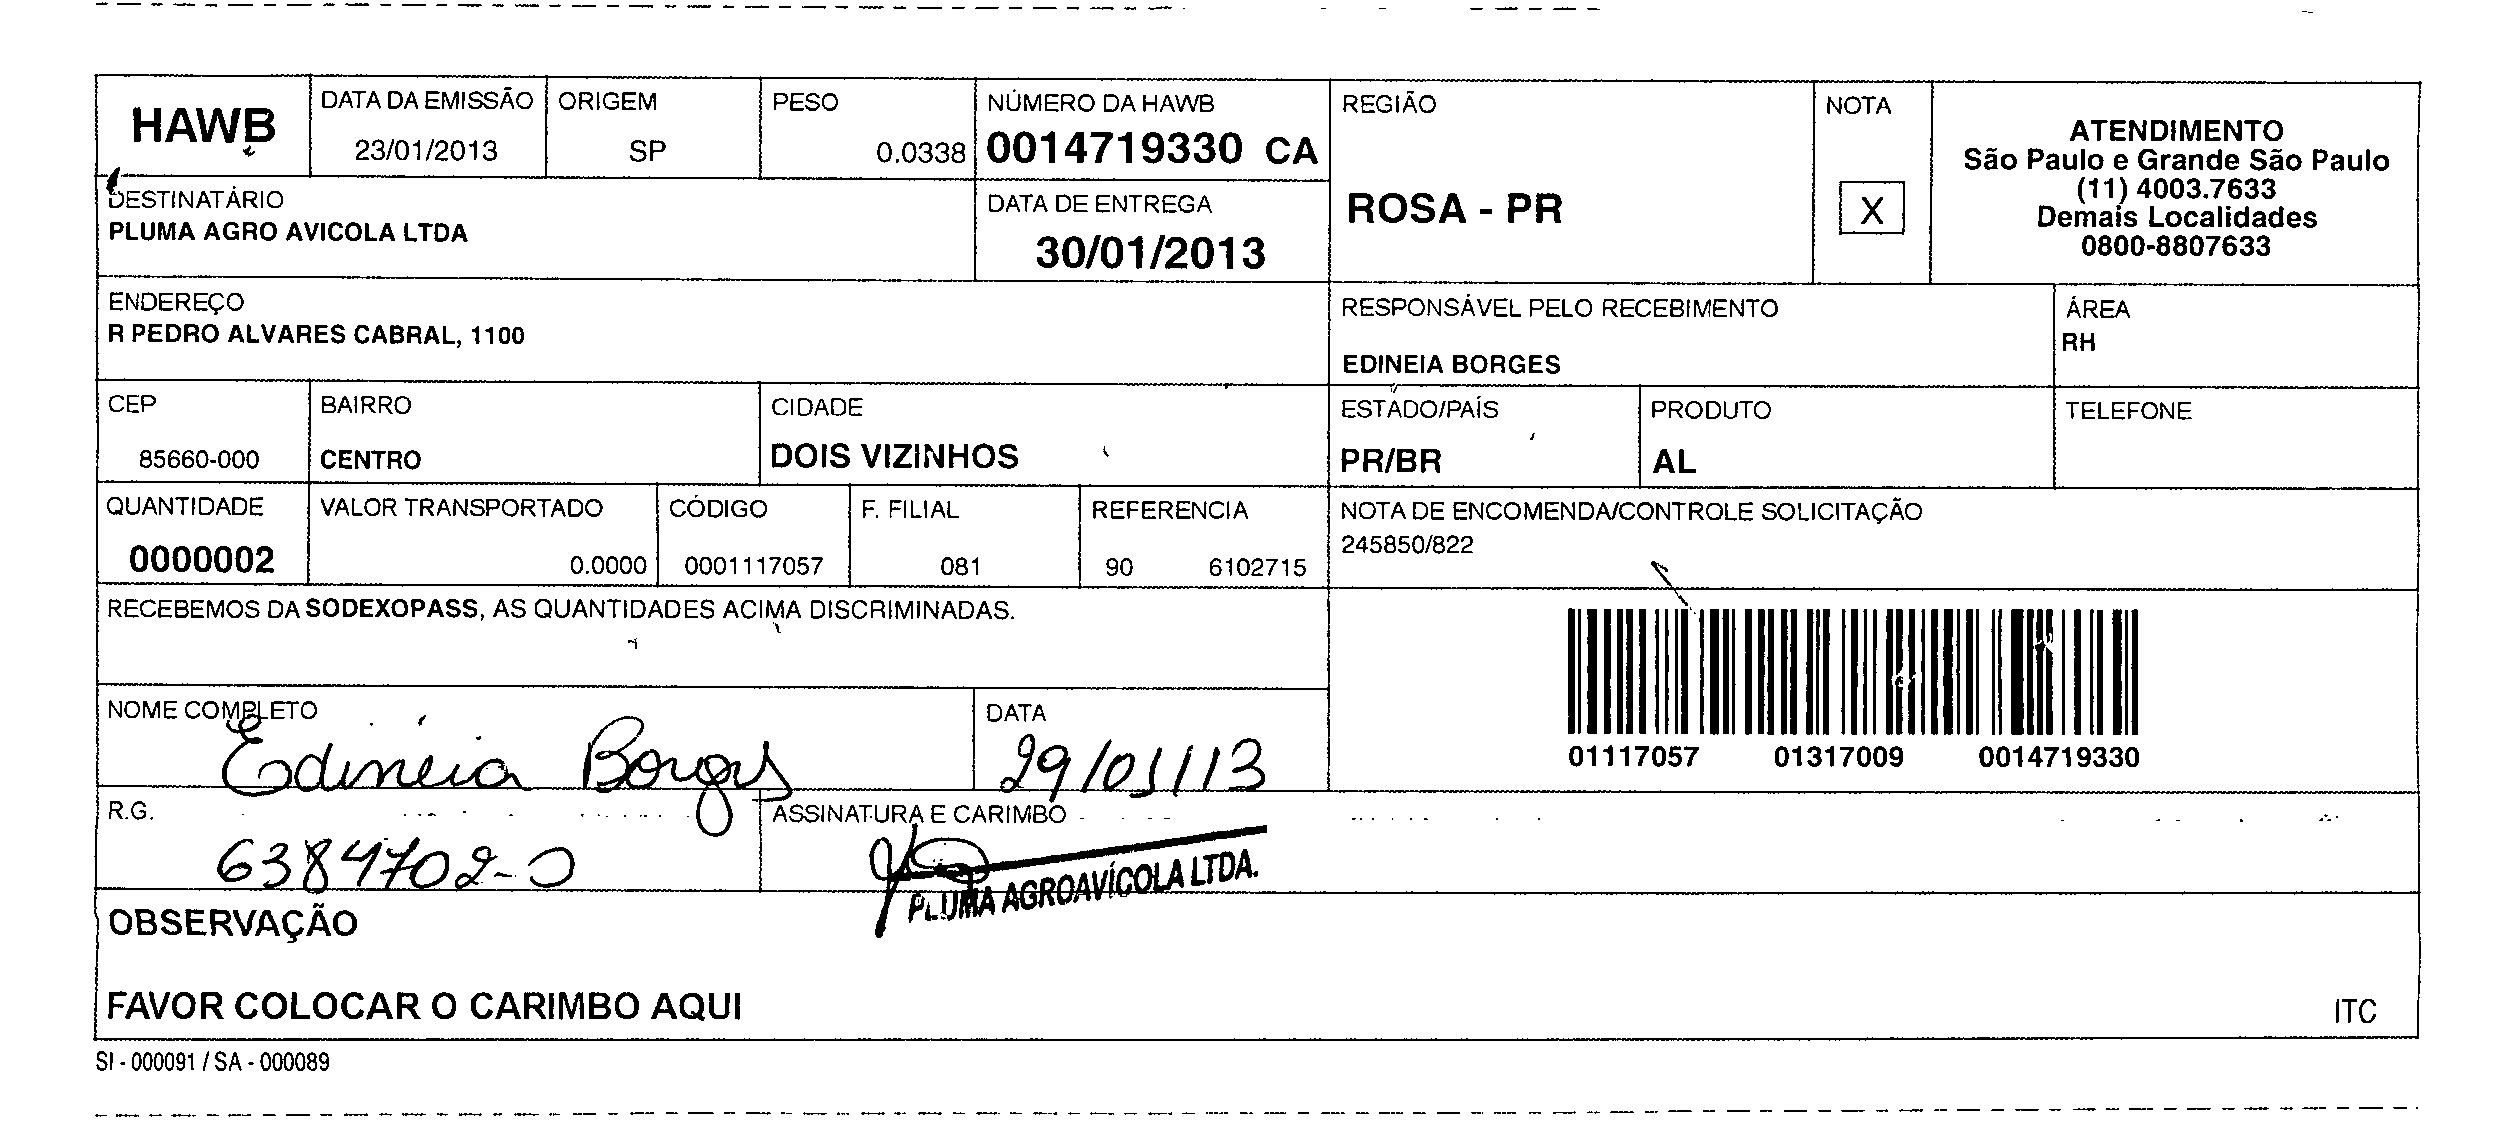 HAWB
DATA DA EMISSÃO
23/01/2013
ORIGEM
SP
PESO
0.0338
NÚMERO DA HAWB
0014719330 CA
REGIÃO
ROSA - PR
NOTA
X
ATENDIMENTO
São Paulo e Grande São Paulo
(11) 4003.7633
Demais Localidades
0800-8807633
DESTINATÁRIO
PLUMA AGRO AVICOLA LTDA
DATA DE ENTREGA
30/01/2013
ENDEREÇO
R PEDRO ALVARES CABRAL, 1100
RESPONSÁVEL PELO RECEBIMENTO
EDINEIA BORGES
ÁREA
RH
CEP
85660-000
BAIRRO
CENTRO
CIDADE
DOIS VIZINHOS
ESTADO/PAÍS
PR/BR
PRODUTO
AL
TELEFONE
QUANTIDADE
0000002
VALOR TRANSPORTADO
0.0000
CÓDIGO
0001117057
F. FILIAL
081
REFERENCIA
90 6102715
NOTA DE ENCOMENDA/CONTROLE SOLICITAÇÃO
245850/822
RECEBEMOS DA SODEXOPASS, AS QUANTIDADES ACIMA DISCRIMINADAS.
01117057 01317009 0014719330
NOME COMPLETO
Edineia Borges
DATA
29/01/13
R.G.
6384702-0
ASSINATURA E CARIMBO
PLUMA AGROAVÍCOLA LTDA.
OBSERVAÇÃO
FAVOR COLOCAR O CARIMBO AQUI
ITC
SI - 000091 / SA - 000089